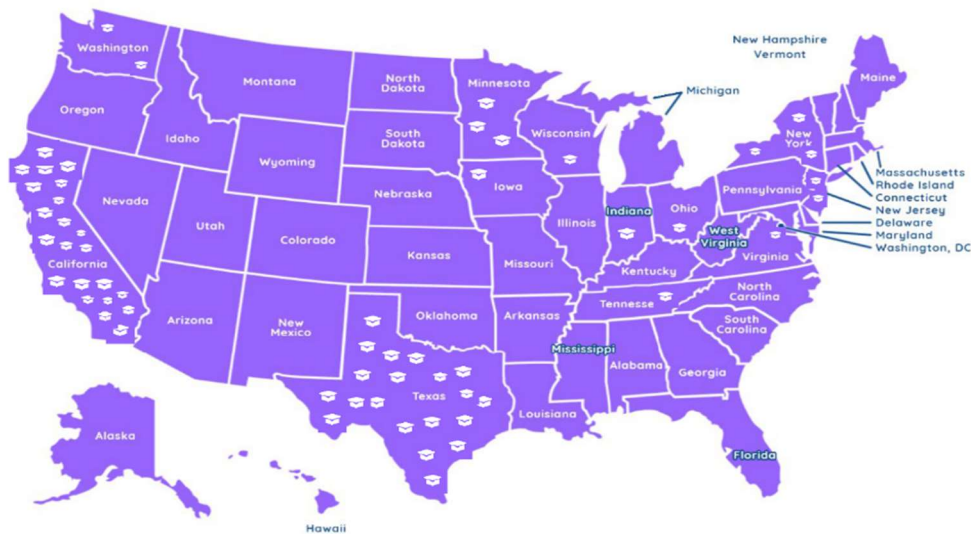 New Hampshire
Vermont
Washington
Montana
North
Dakota
Minnesota
Maine
Michigan
Oregon
Wisconsin
New
York
Idaho
South
Dakota
Wyoming
Massachusetts
Rhode Island
Connecticut
New Jersey
Delaware
Maryland
Washington, DC
Nebraska
Iowa
Pennsylvania
Nevada
Indiana
Ohio
Illinois
Utah
Colorado
West
Virginia
Virginia
Kansas
Missouri
California
Kentucky
North
Carolina
Tennesse
Arizona
New
Mexico
Oklahoma
Arkansas
South
Carolina
Mississippi
Alabama
Georgia
Texas
Louisiana
Alaska
Florida
Hawaii